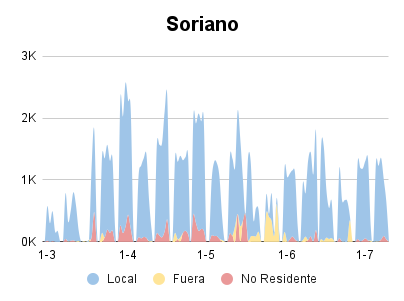 Soriano
3K
2K
1K
0K
1-3 1-4 1-5 1-6 1-7
Local Fuera No Residente